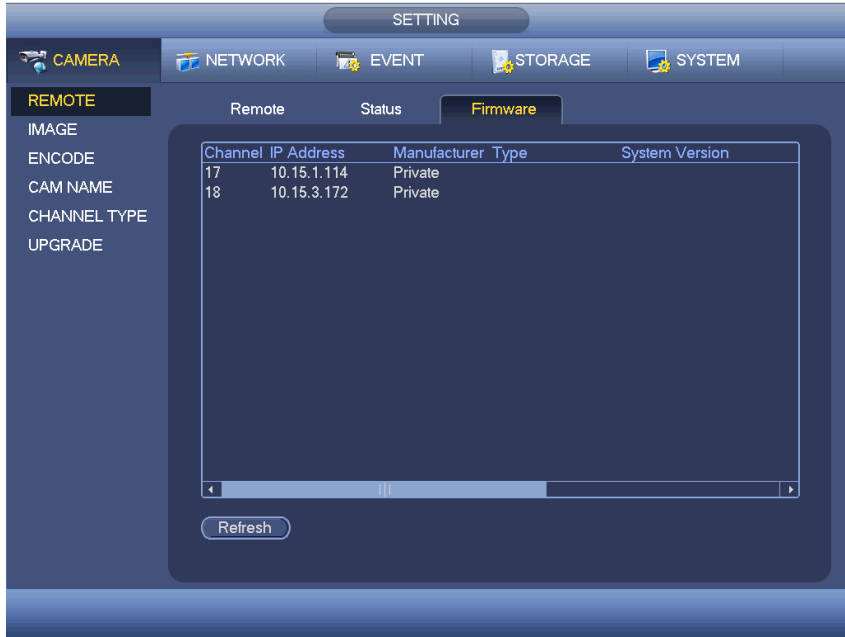 SETTING
CAMERA NETWORK EVENT STORAGE SYSTEM
REMOTE
IMAGE
ENCODE
CAM NAME
CHANNEL TYPE
UPGRADE
Remote Status Firmware
Channel IP Address Manufacturer Type System Version
17 10.15.1.114 Private
18 10.15.3.172 Private
Refresh